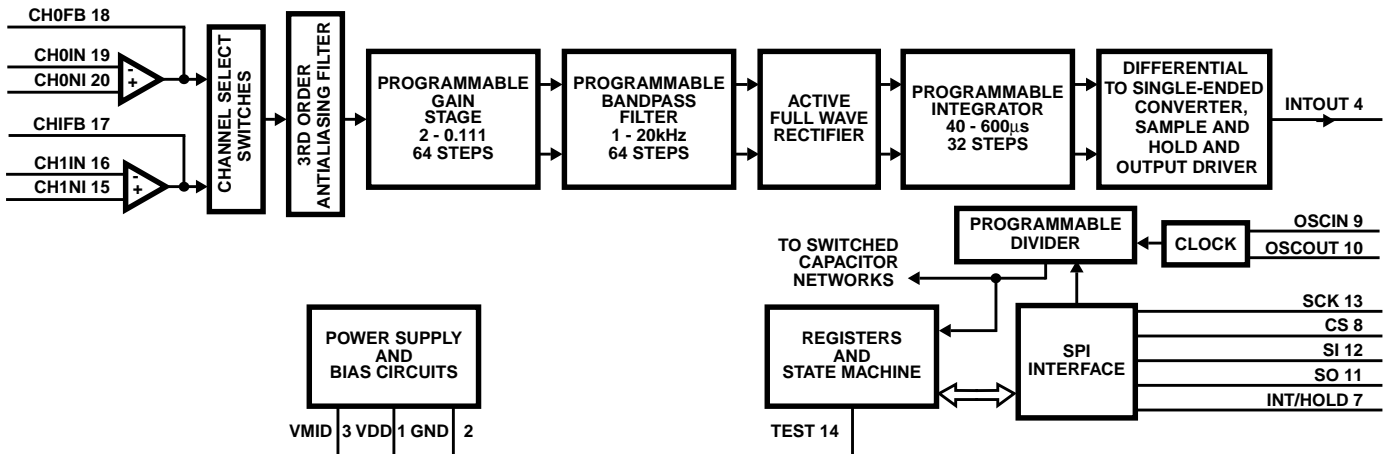 CH0FB 18
CH0IN 19
CH0NI 20
CHIFB 17
CH1IN 16
CH1NI 15
-
+
-
+
CHANNEL SELECT
SWITCHES
3RD ORDER
ANTIALIASING FILTER
PROGRAMMABLE
GAIN
STAGE
2 - 0.111
64 STEPS
PROGRAMMABLE
BANDPASS
FILTER
1 - 20kHz
64 STEPS
ACTIVE
FULL WAVE
RECTIFIER
PROGRAMMABLE
INTEGRATOR
40 - 600µs
32 STEPS
DIFFERENTIAL
TO SINGLE-ENDED
CONVERTER,
SAMPLE AND
HOLD AND
OUTPUT DRIVER
INTOUT 4
PROGRAMMABLE
DIVIDER
CLOCK
OSCIN 9
OSCOUT 10
TO SWITCHED
CAPACITOR
NETWORKS
POWER SUPPLY
AND
BIAS CIRCUITS
VMID 3 VDD 1 GND 2
REGISTERS
AND
STATE MACHINE
TEST 14
SPI
INTERFACE
SCK 13
CS 8
SI 12
SO 11
INT/HOLD 7